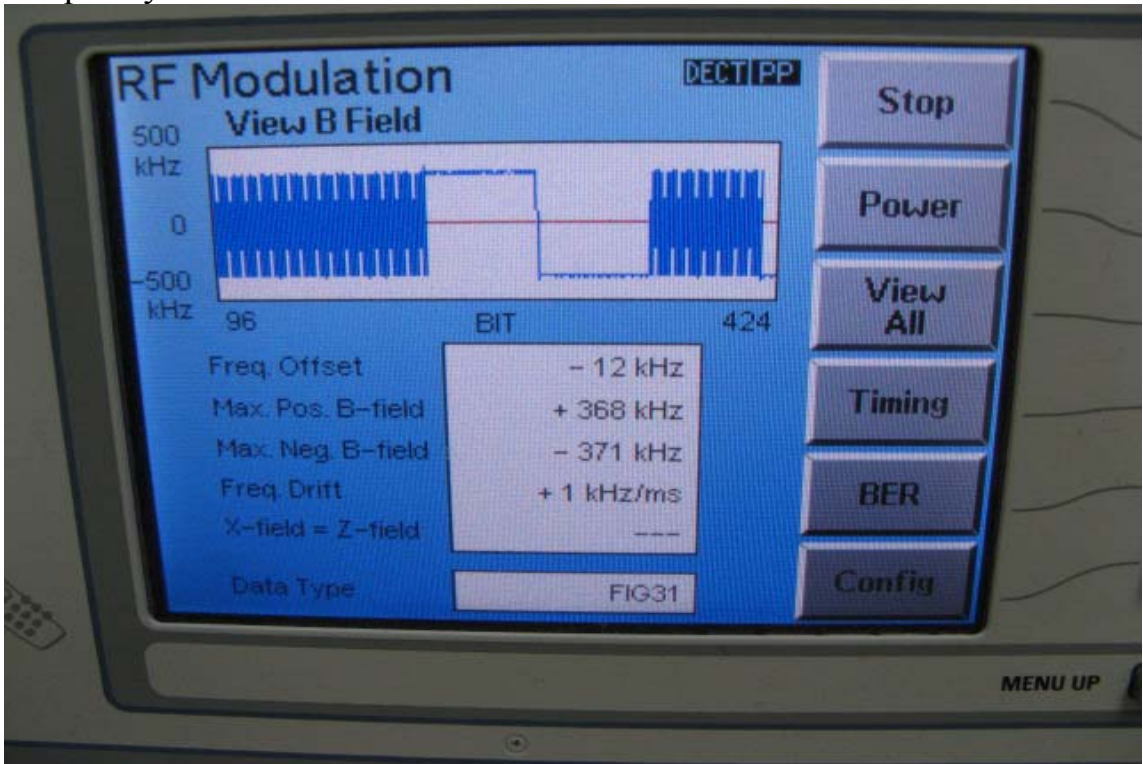 RF Modulation
DECT PP
View B Field
500
kHz
0
-500
kHz
96 BIT 424
Freq. Offset - 12 kHz
Max. Pos. B-field + 368 kHz
Max. Neg. B-field - 371 kHz
Freq. Drift + 1 kHz/ms
X-field = Z-field ---
Data Type FIG31
Stop
Power
View
All
Timing
BER
Config
MENU UP